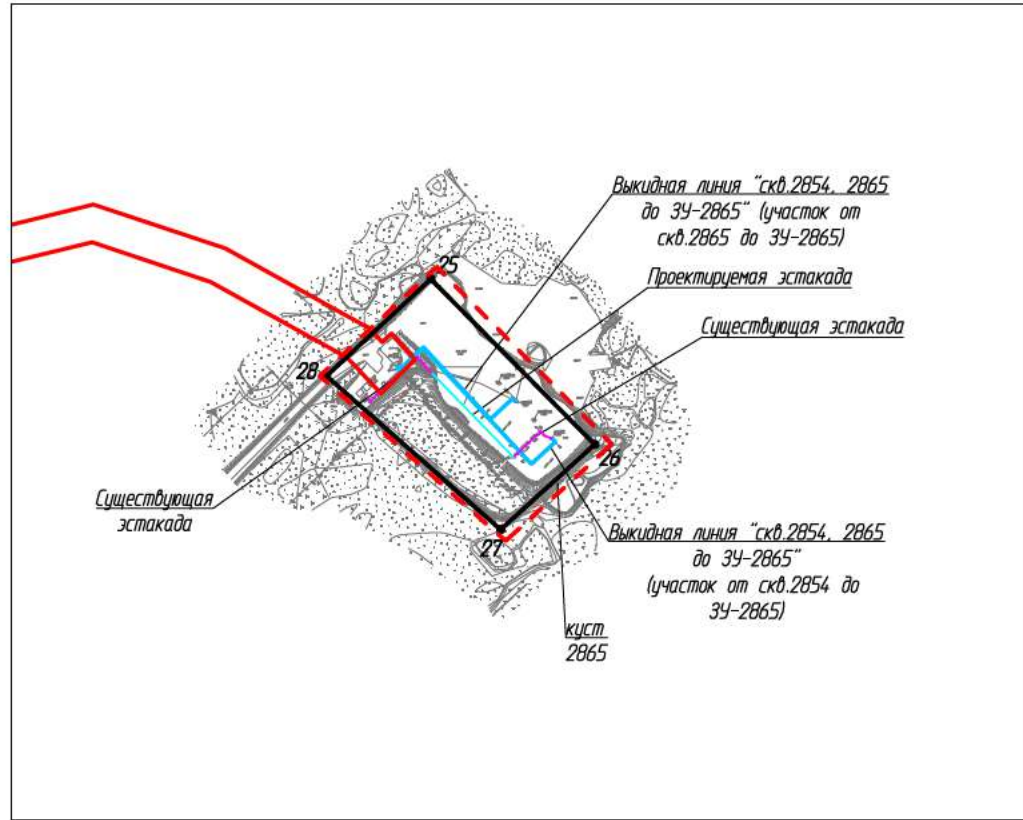 Выкидная линия "скв.2854, 2865
до ЗУ-2865" (участок от
скв.2865 до ЗУ-2865)
25
Проектируемая эстакада
Существующая эстакада
28
26
Существующая
эстакада
27
Выкидная линия "скв.2854, 2865
до ЗУ-2865"
(участок от скв.2854 до
ЗУ-2865)
куст
2865